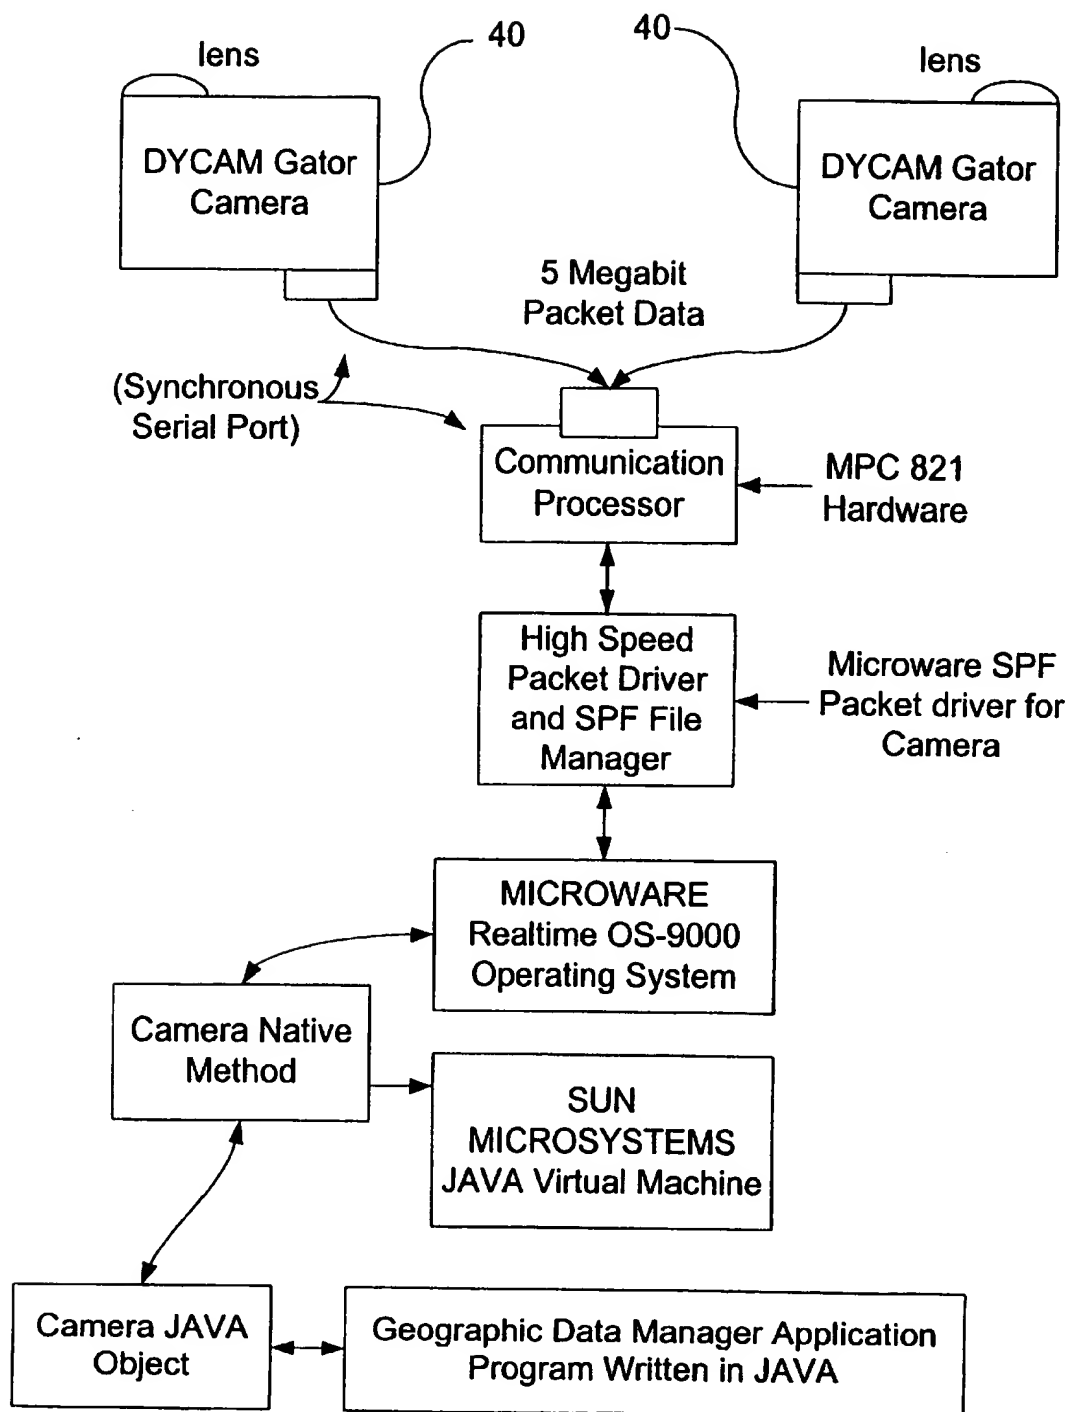 40
40
lens
lens
DYCAM Gator
Camera
DYCAM Gator
Camera
5 Megabit
Packet Data
(Synchronous
Serial Port)
Communication
Processor
MPC 821
Hardware
High Speed
Packet Driver
and SPF File
Manager
Microware SPF
Packet driver for
Camera
MICROWARE
Realtime OS-9000
Operating System
Camera Native
Method
SUN
MICROSYSTEMS
JAVA Virtual Machine
Camera JAVA
Object
Geographic Data Manager Application
Program Written in JAVA